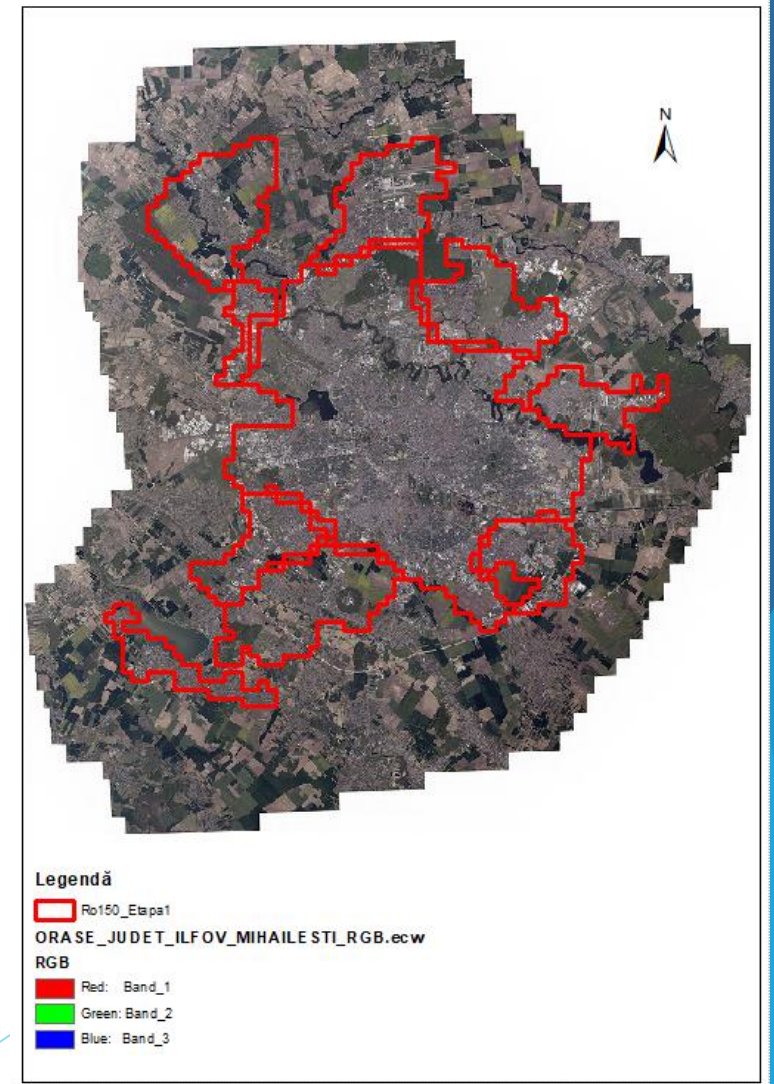 N
Legendă
Ro150_Etapa1
ORASE_JUDET_ILFOV_MIHAILESTI_RGB.ecw
RGB
Red: Band_1
Green: Band_2
Blue: Band_3